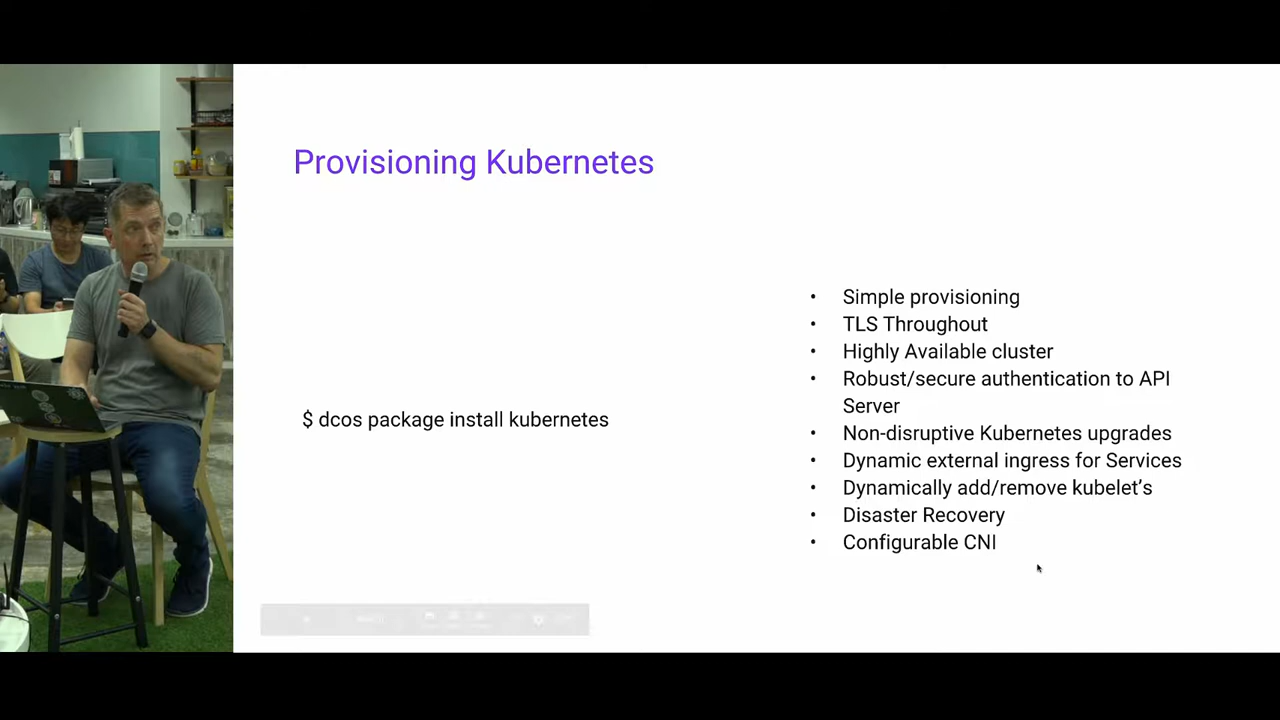 Provisioning Kubernetes
$ dcos package install kubernetes
• Simple provisioning
• TLS Throughout
• Highly Available cluster
• Robust/secure authentication to API
Server
• Non-disruptive Kubernetes upgrades
• Dynamic external ingress for Services
• Dynamically add/remove kubelet’s
• Disaster Recovery
• Configurable CNI